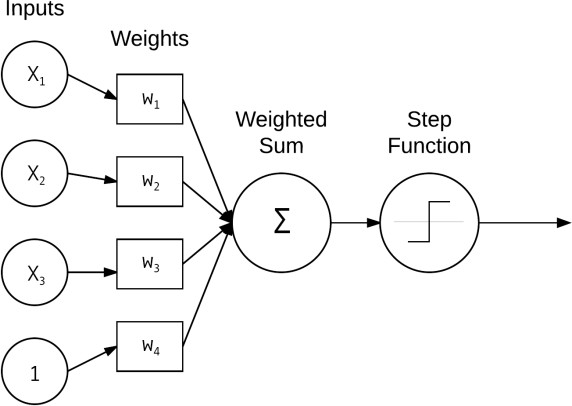 Inputs
Weights
X₁
w₁
X₂
w₂
X₃
w₃
1
w₄
Weighted
Sum
Σ
Step
Function